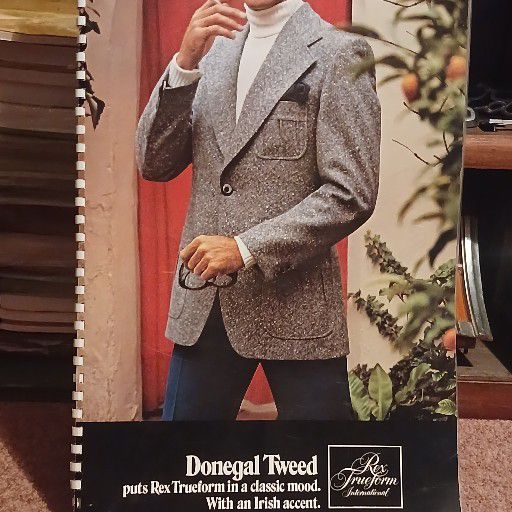 Donegal Tweed
puts Rex Trueform in a classic mood.
With an Irish accent.
Rex
Trueform
International